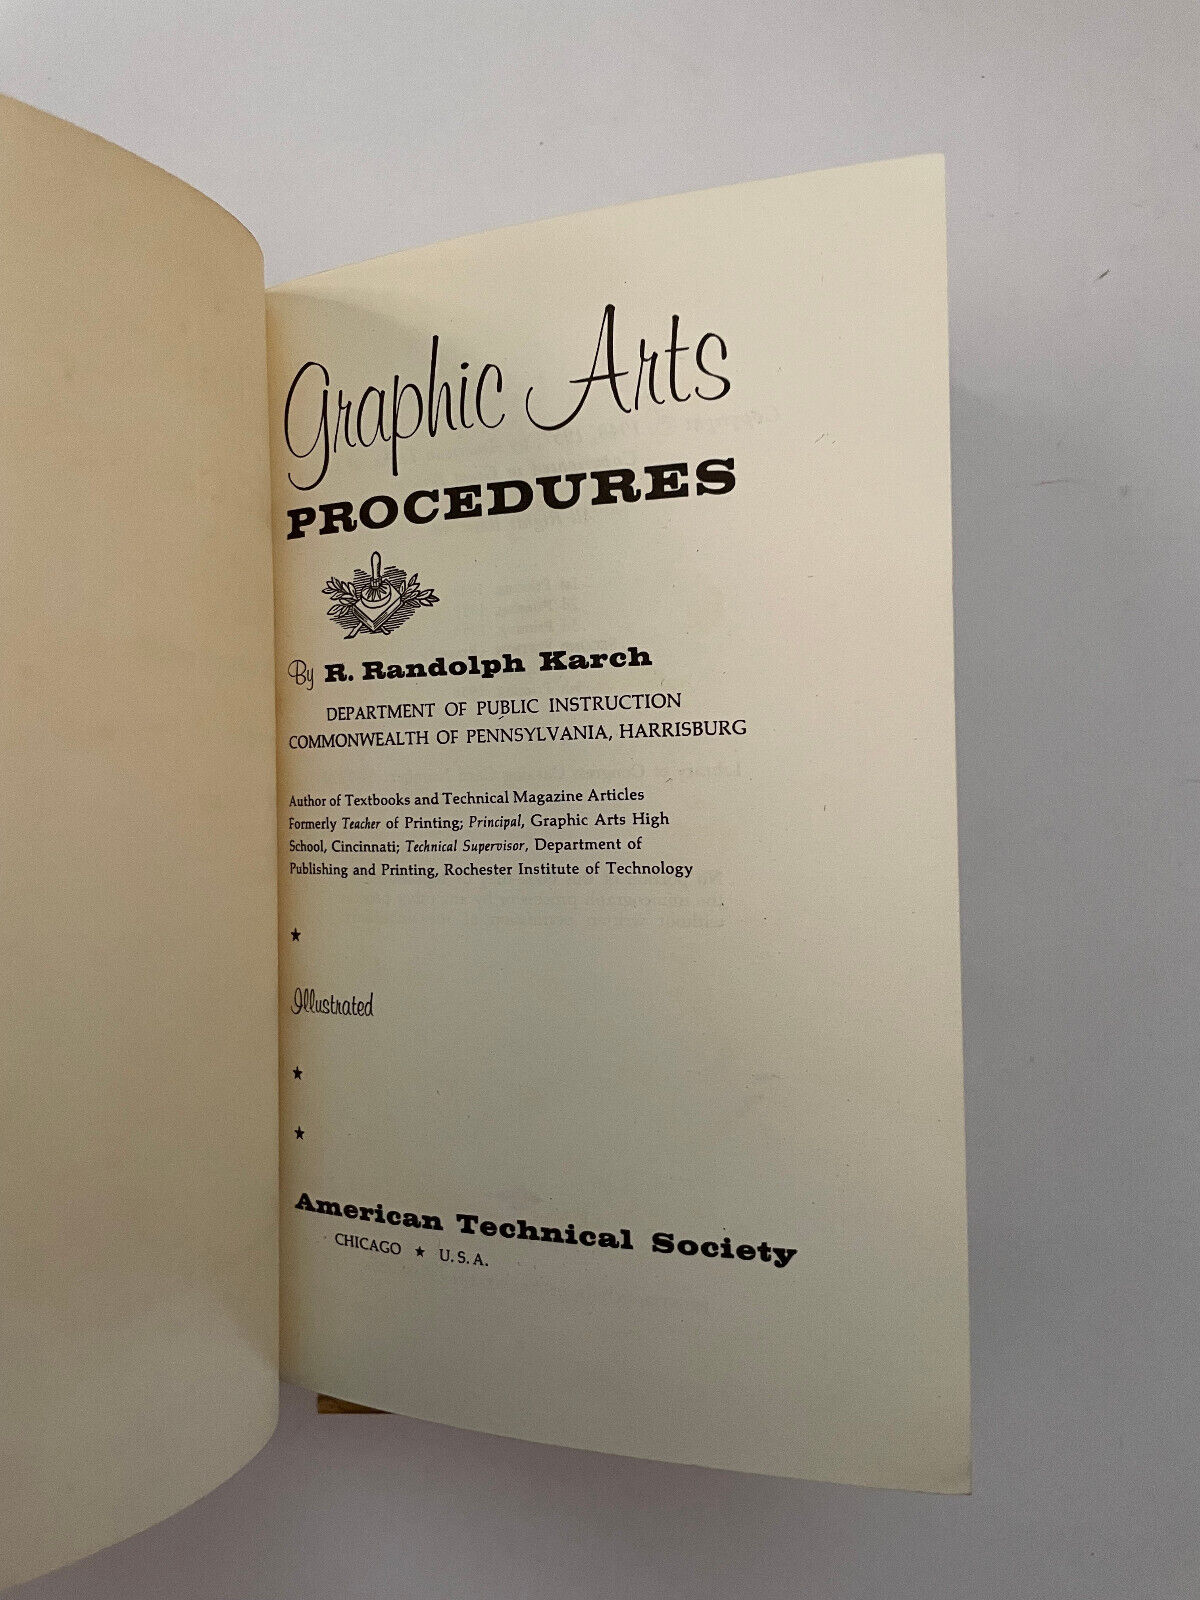 Graphic Arts
PROCEDURES
By R. Randolph Karch
DEPARTMENT OF PUBLIC INSTRUCTION
COMMONWEALTH OF PENNSYLVANIA, HARRISBURG
Author of Textbooks and Technical Magazine Articles
Formerly Teacher of Printing; Principal, Graphic Arts High
School, Cincinnati; Technical Supervisor, Department of
Publishing and Printing, Rochester Institute of Technology
★
Illustrated
★
★
American Technical Society
CHICAGO ★ U.S.A.